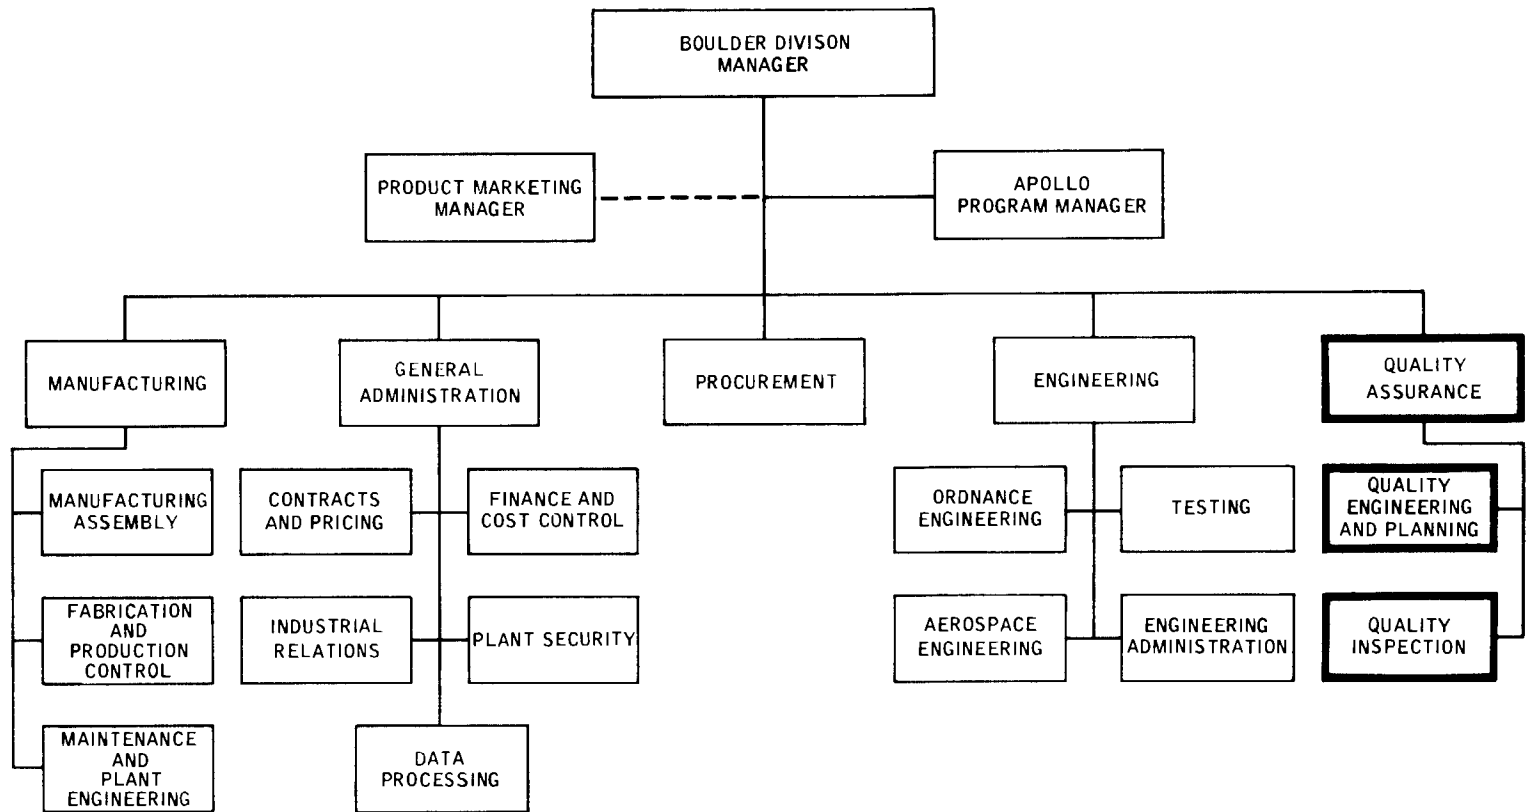 BOULDER DIVISON
MANAGER
PRODUCT MARKETING
MANAGER
APOLLO
PROGRAM MANAGER
MANUFACTURING
GENERAL
ADMINISTRATION
PROCUREMENT
ENGINEERING
QUALITY
ASSURANCE
MANUFACTURING
ASSEMBLY
CONTRACTS
AND PRICING
FINANCE AND
COST CONTROL
ORDNANCE
ENGINEERING
TESTING
QUALITY
ENGINEERING
AND PLANNING
FABRICATION
AND
PRODUCTION
CONTROL
INDUSTRIAL
RELATIONS
PLANT SECURITY
AEROSPACE
ENGINEERING
ENGINEERING
ADMINISTRATION
QUALITY
INSPECTION
MAINTENANCE
AND
PLANT
ENGINEERING
DATA
PROCESSING